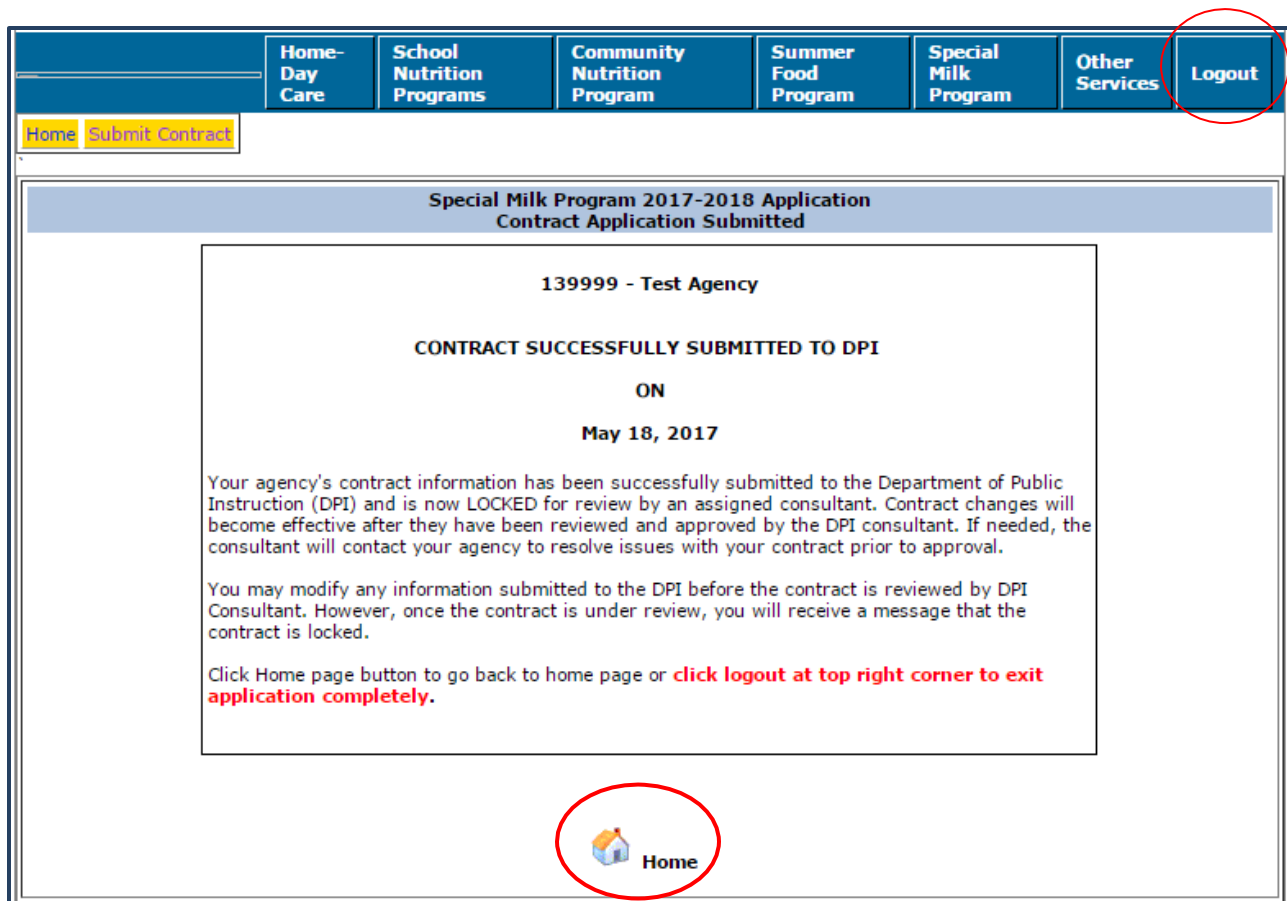 Home-Day Care School Nutrition Programs Community Nutrition Program Summer Food Program Special Milk Program Other Services Logout
Home Submit Contract
`
Special Milk Program 2017-2018 Application
Contract Application Submitted
139999 - Test Agency
CONTRACT SUCCESSFULLY SUBMITTED TO DPI
ON
May 18, 2017
Your agency's contract information has been successfully submitted to the Department of Public
Instruction (DPI) and is now LOCKED for review by an assigned consultant. Contract changes will
become effective after they have been reviewed and approved by the DPI consultant. If needed, the
consultant will contact your agency to resolve issues with your contract prior to approval.
You may modify any information submitted to the DPI before the contract is reviewed by DPI
Consultant. However, once the contract is under review, you will receive a message that the
contract is locked.
Click Home page button to go back to home page or click logout at top right corner to exit
application completely.
Home